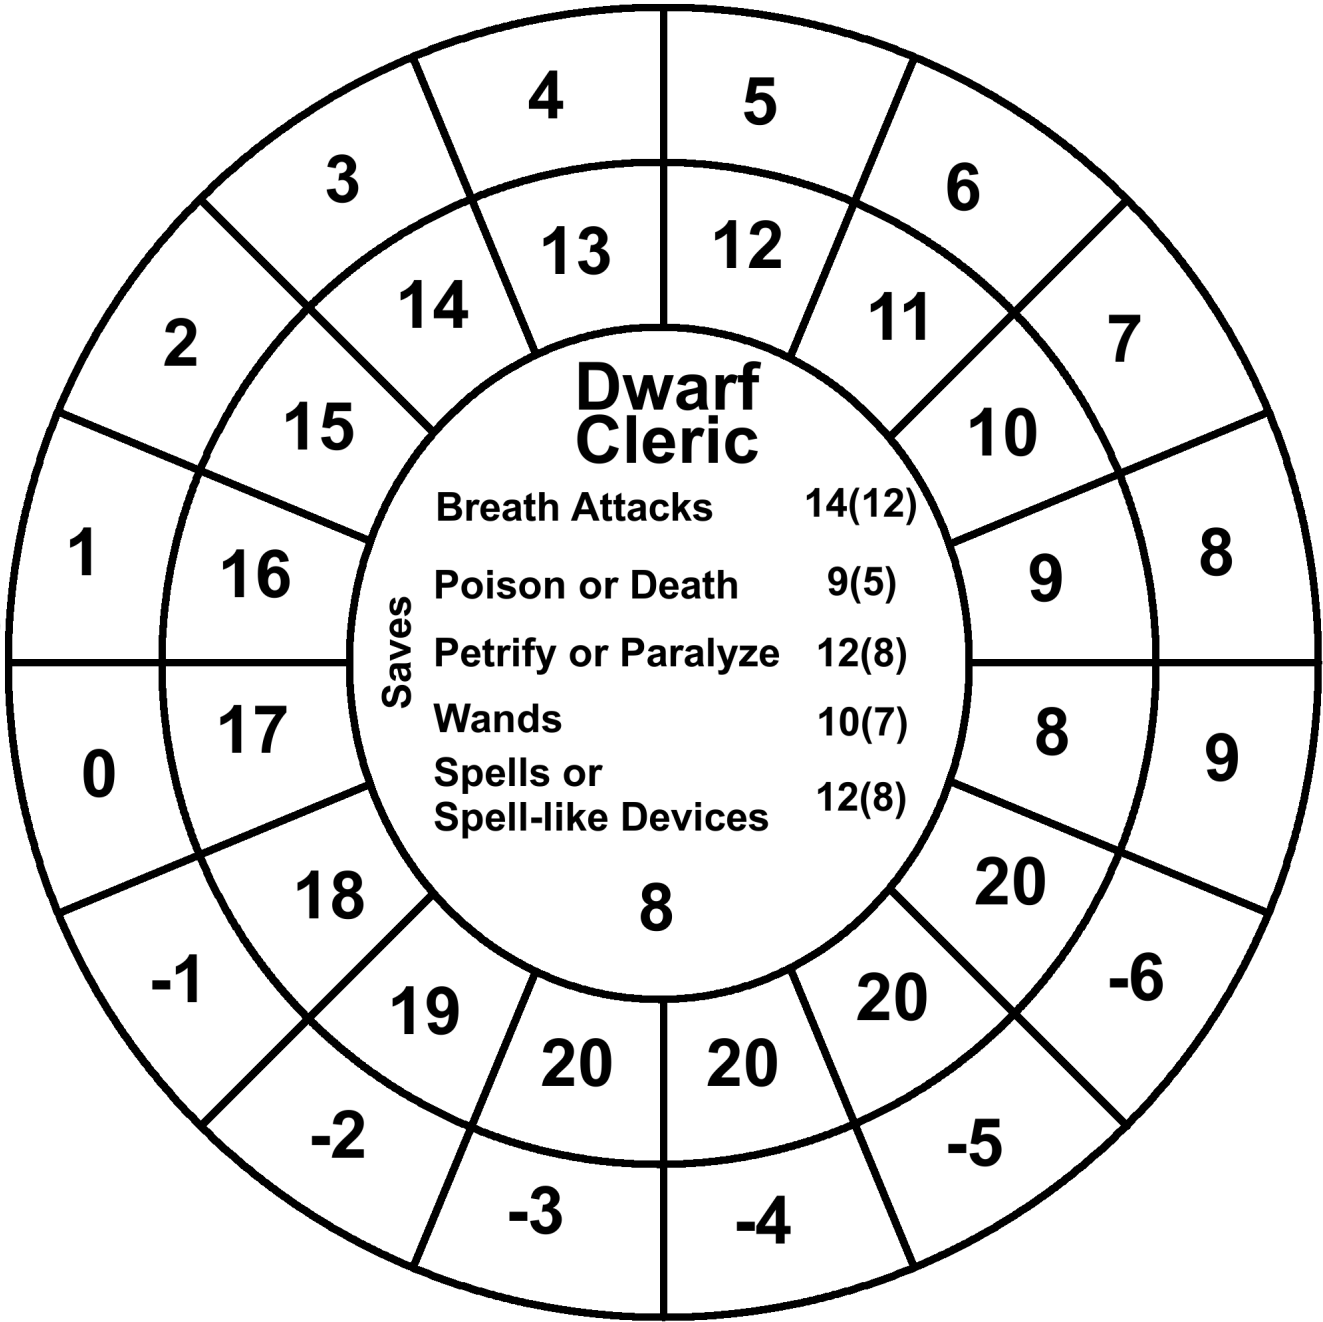 4 5
3 6
13 12
14 11
2 7
15 10
Dwarf
Cleric
Breath Attacks 14(12)
1 8
16 9
Poison or Death 9(5)
Saves
Petrify or Paralyze 12(8)
Wands 10(7)
17 8
0 9
Spells or
Spell-like Devices 12(8)
18 20
8
-1 -6
19 20
20 20
-2 -5
-3 -4